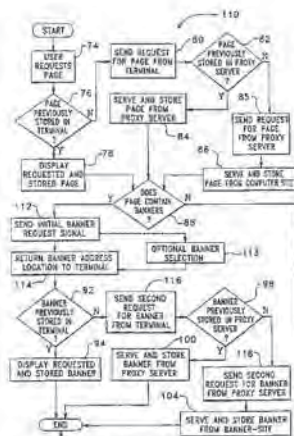 110
START
74
USER
REQUESTS
PAGE
80
SEND REQUEST
FOR PAGE FROM
TERMINAL
82
PAGE
PREVIOUSLY
STORED IN PROXY
SERVER
?
N
Y
76
PAGE
PREVIOUSLY
STORED IN
TERMINAL
?
N
Y
SERVE AND STORE
PAGE FROM
PROXY SERVER
84
85
SEND REQUEST
FOR PAGE
FROM PROXY
SERVER
78
DISPLAY
REQUESTED AND
STORED PAGE
86
SERVE AND STORE
PAGE FROM COMPUTER SITE
DOES
PAGE CONTAIN
BANNERS
?
88
N
Y
112
SEND INITIAL BANNER
REQUEST SIGNAL
OPTIONAL BANNER
SELECTION
113
RETURN BANNER ADDRESS
LOCATION TO TERMINAL
114
92
BANNER
PREVIOUSLY
STORED IN
TERMINAL
?
N
Y
116
SEND SECOND
REQUEST
FOR BANNER
FROM TERMINAL
98
BANNER
PREVIOUSLY
STORED IN PROXY
SERVER
?
Y
N
94
DISPLAY REQUESTED
AND STORED BANNER
100
SERVE AND STORE
BANNER FROM
PROXY SERVER
118
SEND SECOND
REQUEST FOR BANNER
FROM PROXY SERVER
104
SERVE AND STORE
BANNER FROM
BANNER-SITE
END